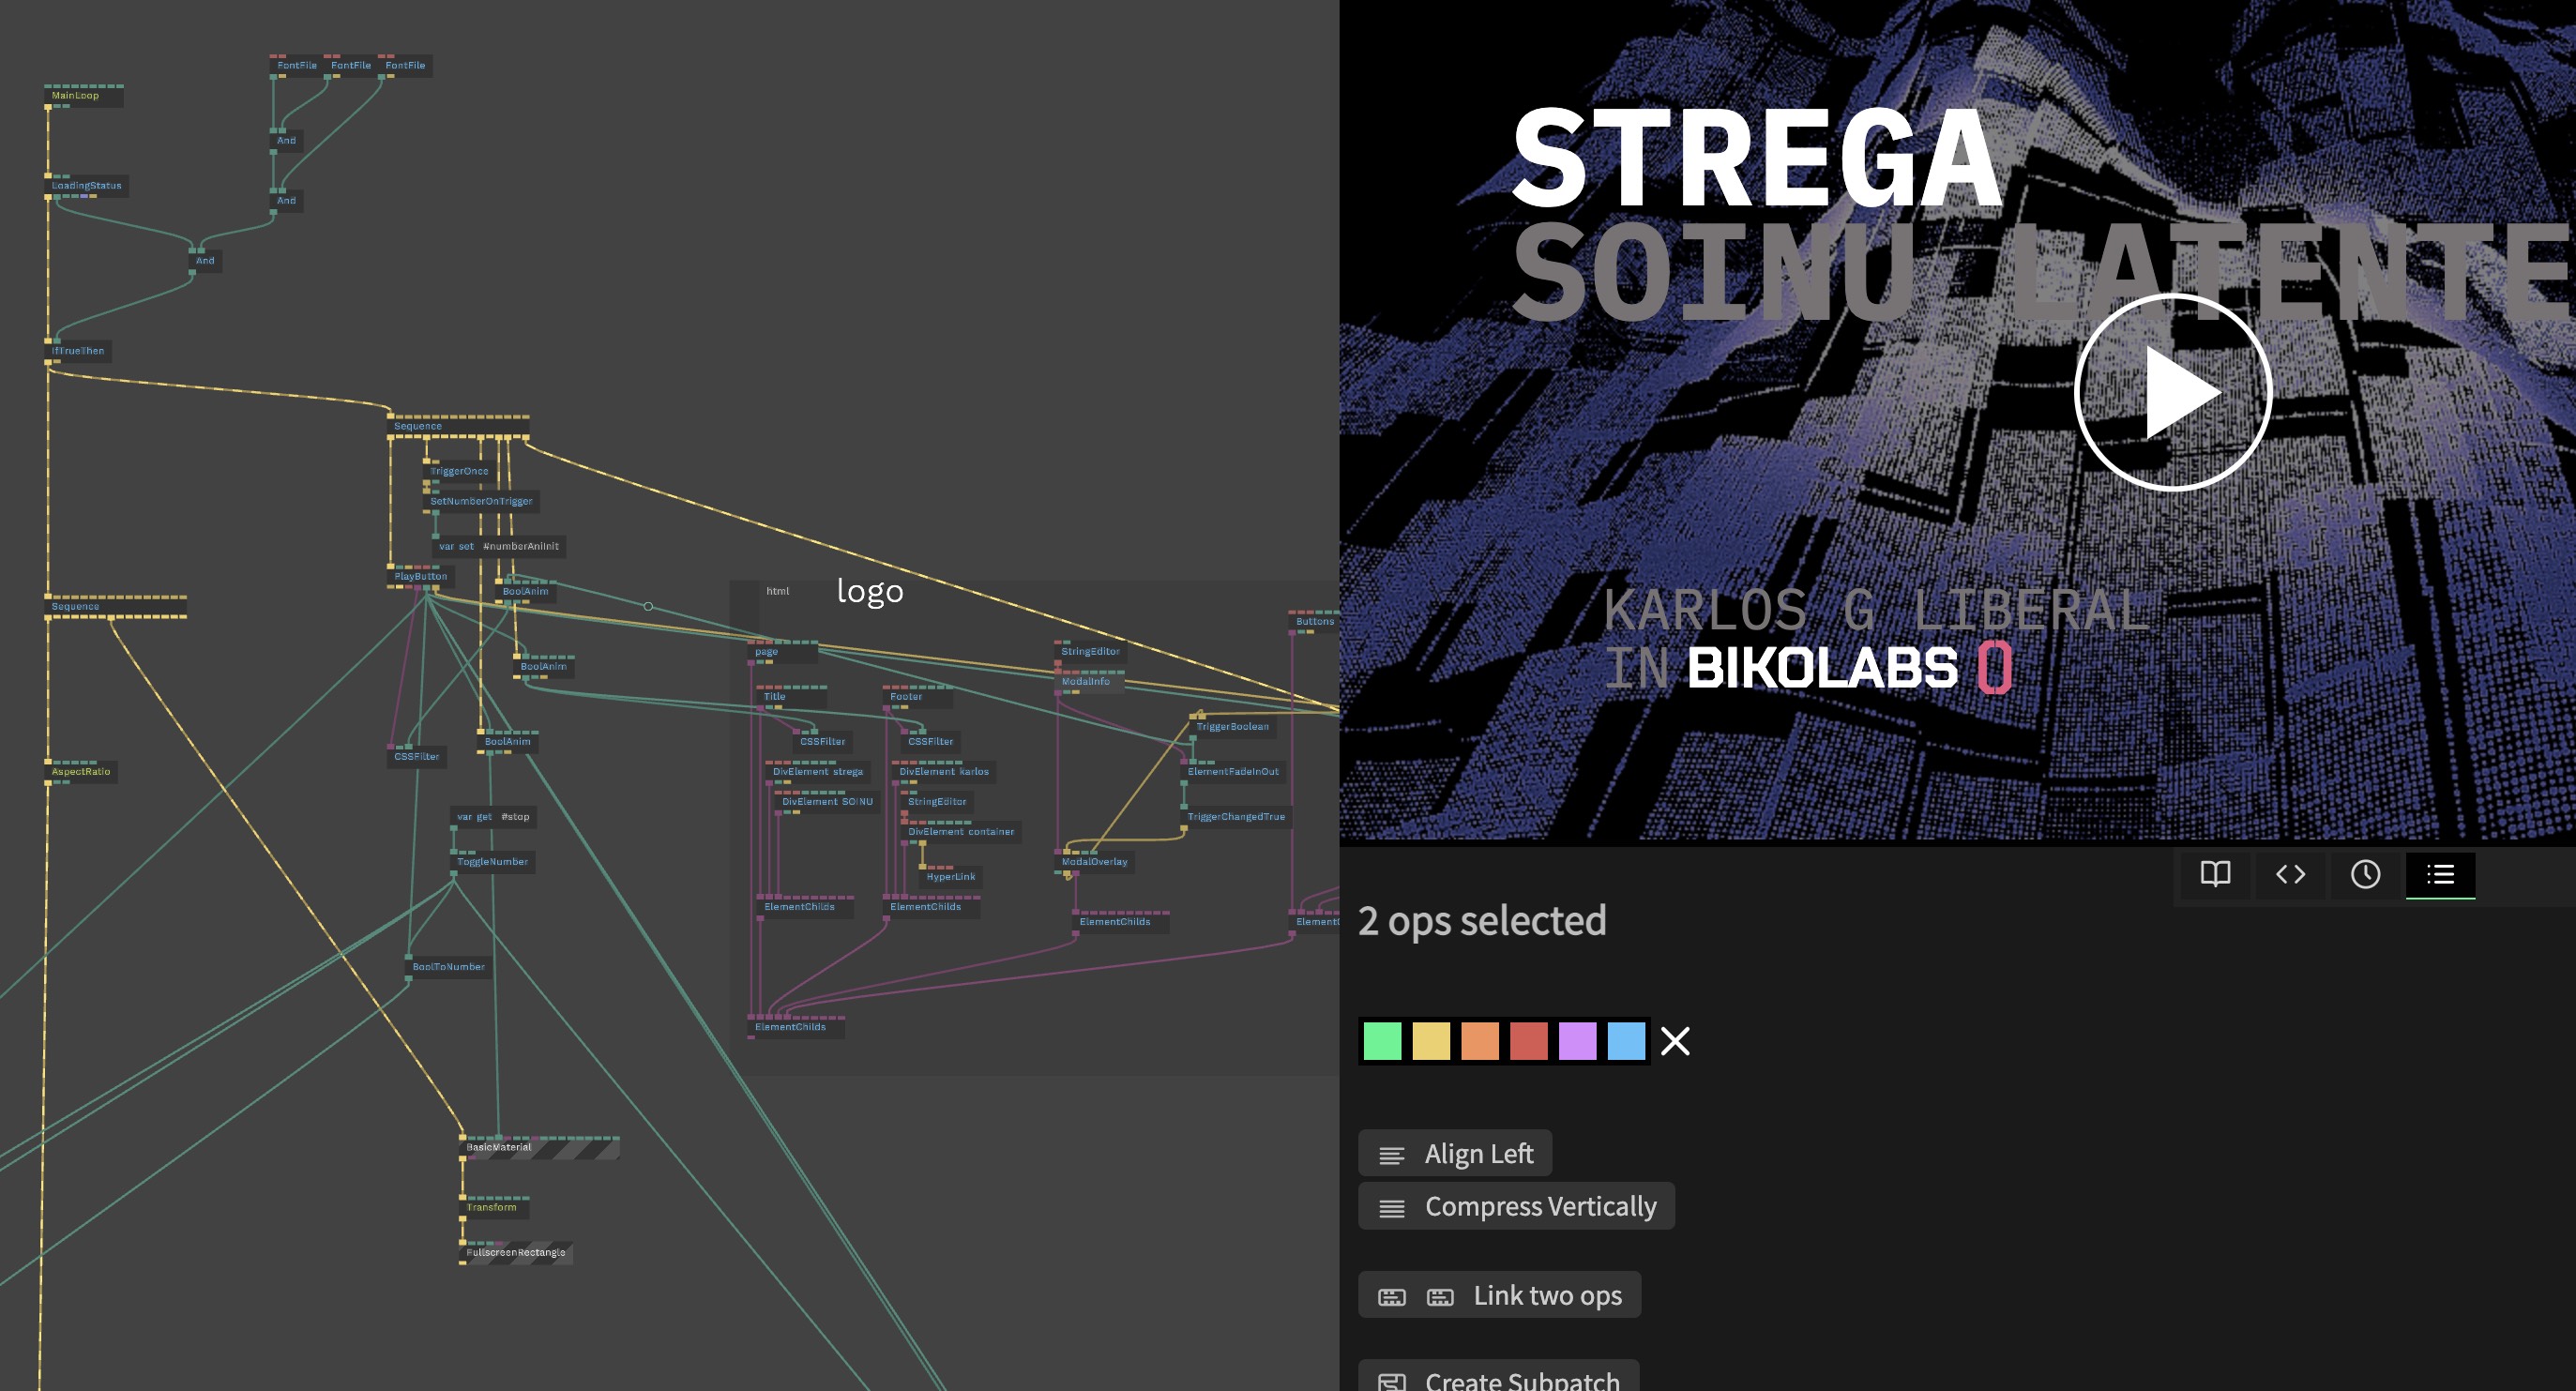 FontFile FontFile FontFile
MainLoop
And
LoadingStatus
And
And
IfTrueThen
Sequence
TriggerOnce
SetNumberOnTrigger
var set #numberAniInit
PlayButton
BoolAnim
Sequence
BoolAnim
BoolAnim
CSSFilter
AspectRatio
var get #stop
ToggleNumber
BoolToNumber
BasicMaterial
Transform
FullscreenRectangle
html
logo
page
Title
Footer
CSSFilter
CSSFilter
DivElement strega
DivElement karlos
DivElement SOINU
StringEditor
DivElement container
HyperLink
ElementChilds
ElementChilds
ElementChilds
StringEditor
ModalInfo
TriggerBoolean
ElementFadeInOut
TriggerChangedTrue
ModalOverlay
ElementChilds
Buttons
STREGA
SOINU LATENTE
KARLOS G LIBERAL
IN BIKOLABS
2 ops selected
Align Left
Compress Vertically
Link two ops
Create Subpatch